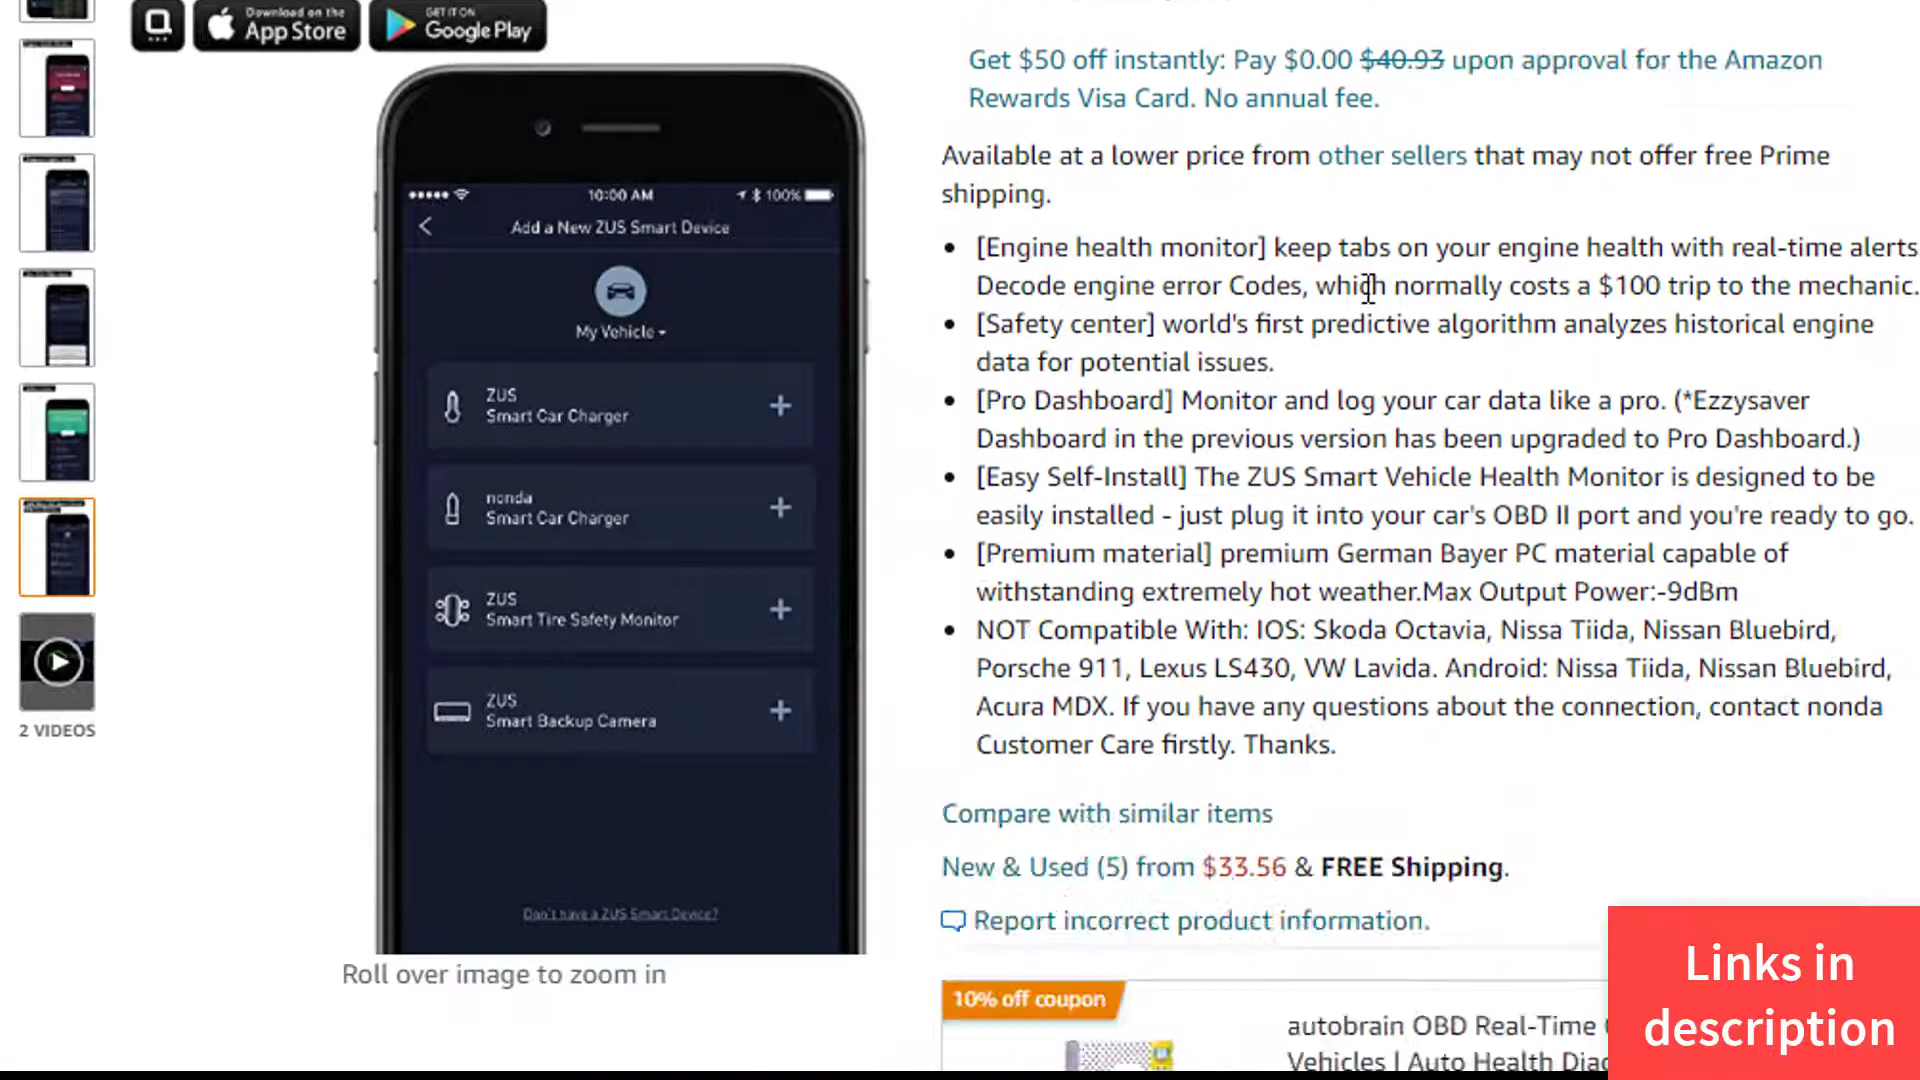 Download on the
App Store
GET IT ON
Google Play
10:00 AM
100%
Add a New ZUS Smart Device
My Vehicle
ZUS
Smart Car Charger
nonda
Smart Car Charger
ZUS
Smart Tire Safety Monitor
ZUS
Smart Backup Camera
Don't have a ZUS Smart Device?
Roll over image to zoom in
2 VIDEOS
Get $50 off instantly: Pay $0.00 $40.93 upon approval for the Amazon
Rewards Visa Card. No annual fee.
Available at a lower price from other sellers that may not offer free Prime
shipping.
[Engine health monitor] keep tabs on your engine health with real-time alerts
Decode engine error Codes, which normally costs a $100 trip to the mechanic.
[Safety center] world's first predictive algorithm analyzes historical engine
data for potential issues.
[Pro Dashboard] Monitor and log your car data like a pro. (*Ezzysaver
Dashboard in the previous version has been upgraded to Pro Dashboard.)
[Easy Self-Install] The ZUS Smart Vehicle Health Monitor is designed to be
easily installed - just plug it into your car's OBD II port and you're ready to go.
[Premium material] premium German Bayer PC material capable of
withstanding extremely hot weather.Max Output Power:-9dBm
NOT Compatible With: IOS: Skoda Octavia, Nissa Tiida, Nissan Bluebird,
Porsche 911, Lexus LS430, VW Lavida. Android: Nissa Tiida, Nissan Bluebird,
Acura MDX. If you have any questions about the connection, contact nonda
Customer Care firstly. Thanks.
Compare with similar items
New & Used (5) from $33.56 & FREE Shipping.
Report incorrect product information.
10% off coupon
autobrain OBD Real-Time
Vehicles | Auto Health
Links in
description